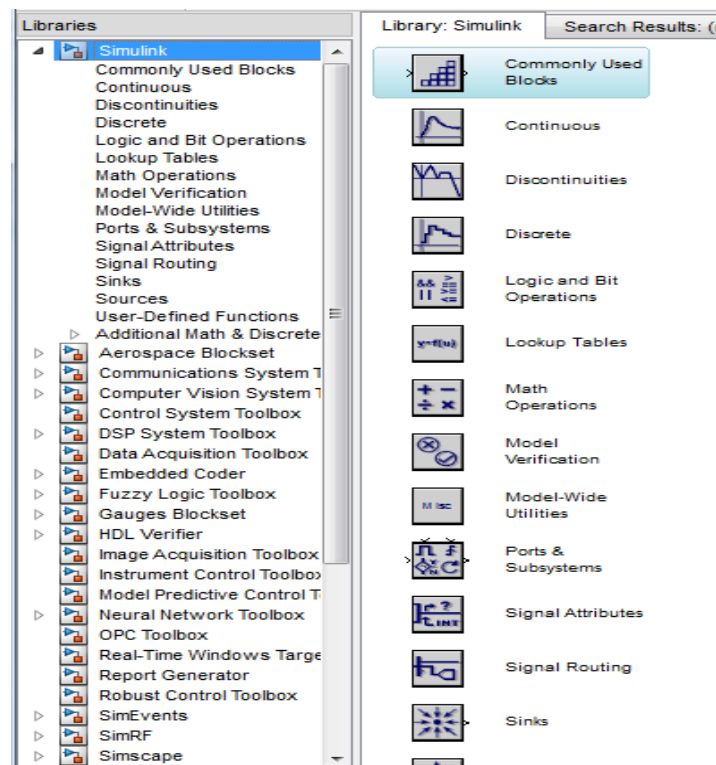 Libraries
Simulink
Commonly Used Blocks
Continuous
Discontinuities
Discrete
Logic and Bit Operations
Lookup Tables
Math Operations
Model Verification
Model-Wide Utilities
Ports & Subsystems
Signal Attributes
Signal Routing
Sinks
Sources
User-Defined Functions
Additional Math & Discrete
Aerospace Blockset
Communications System T
Computer Vision System T
Control System Toolbox
DSP System Toolbox
Data Acquisition Toolbox
Embedded Coder
Fuzzy Logic Toolbox
Gauges Blockset
HDL Verifier
Image Acquisition Toolbox
Instrument Control Toolbox
Model Predictive Control T
Neural Network Toolbox
OPC Toolbox
Real-Time Windows Targe
Report Generator
Robust Control Toolbox
SimEvents
SimRF
Simscape
Library: Simulink
Search Results: (
Commonly Used
Blocks
Continuous
Discontinuities
Discrete
&& >
|| == <=
Logic and Bit
Operations
y=f(u)
Lookup Tables
+ −
÷ ×
Math
Operations
Model
Verification
Misc
Model-Wide
Utilities
Ports &
Subsystems
?
t, INT
Signal Attributes
Signal Routing
Sinks